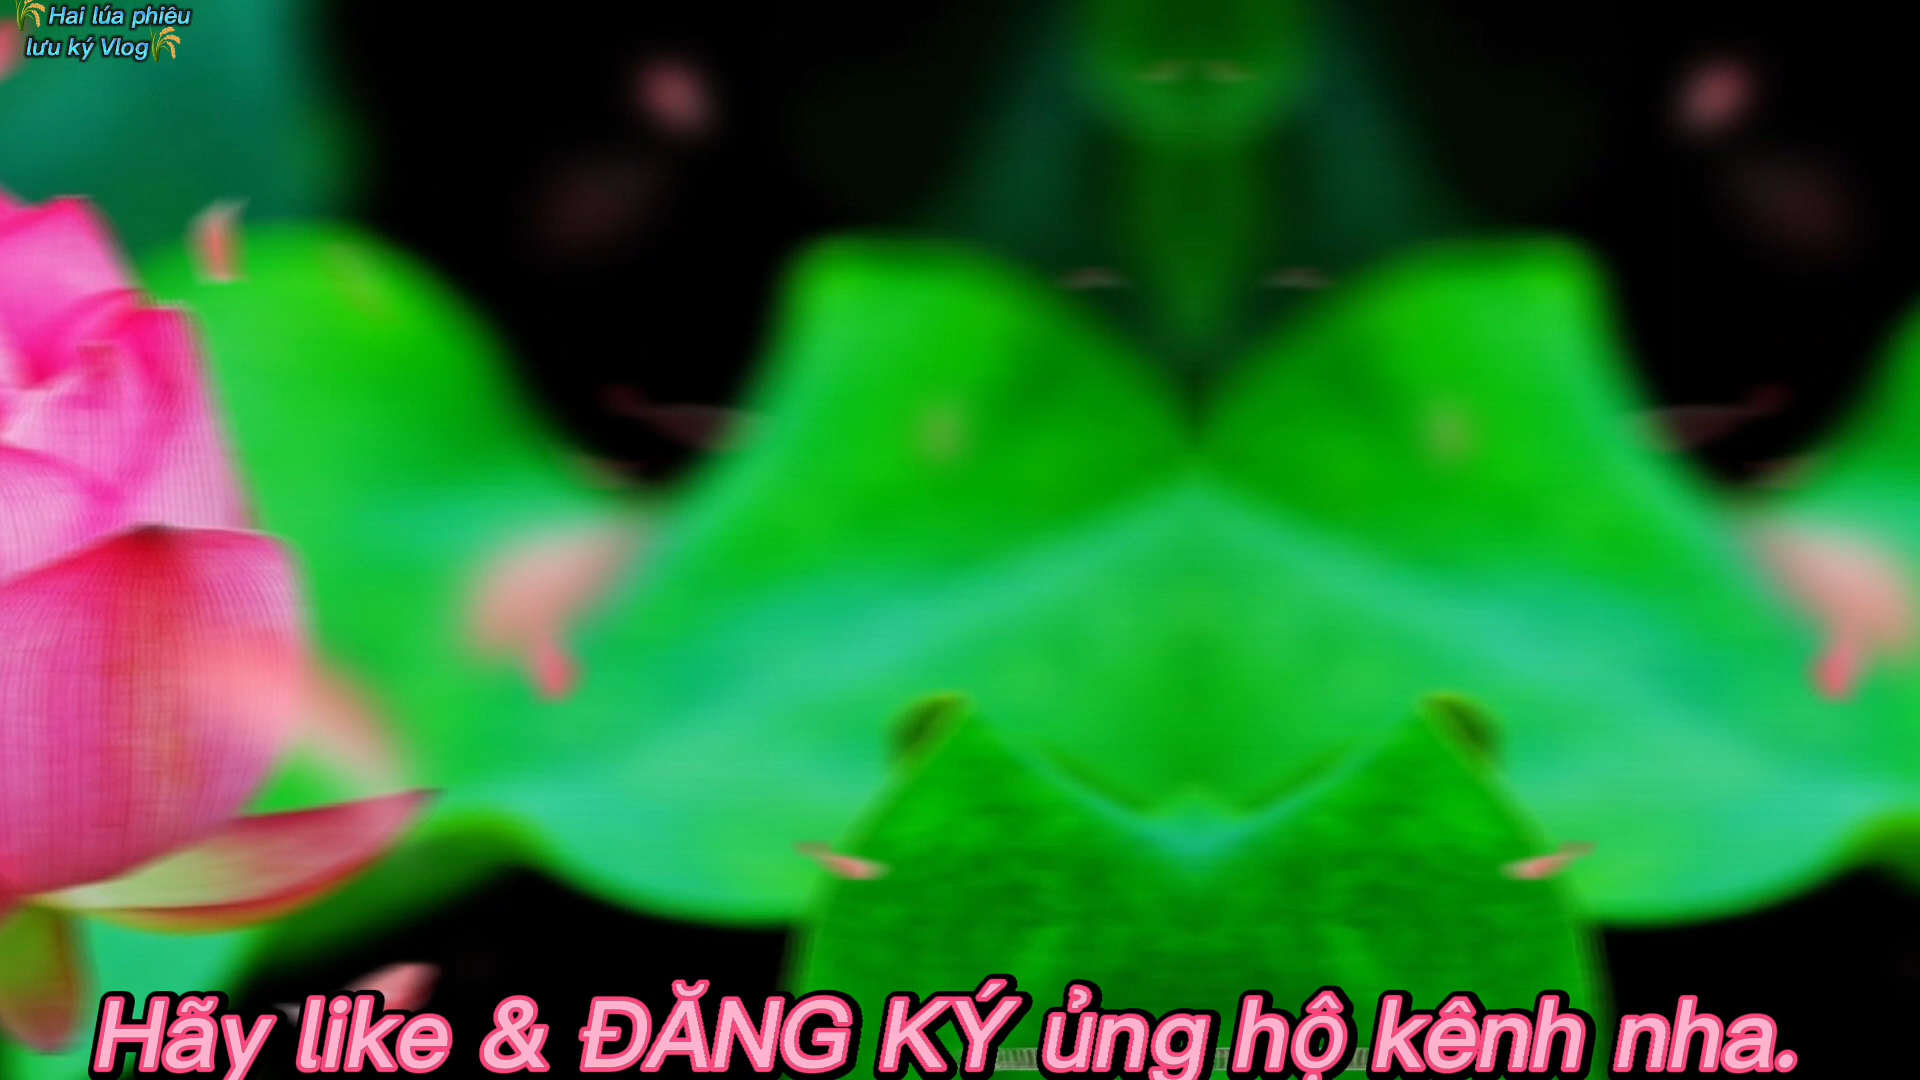 🌾Hai lúa phiêu
lưu ký Vlog🌾
Hãy like & ĐĂNG KÝ ủng hộ kênh nha.